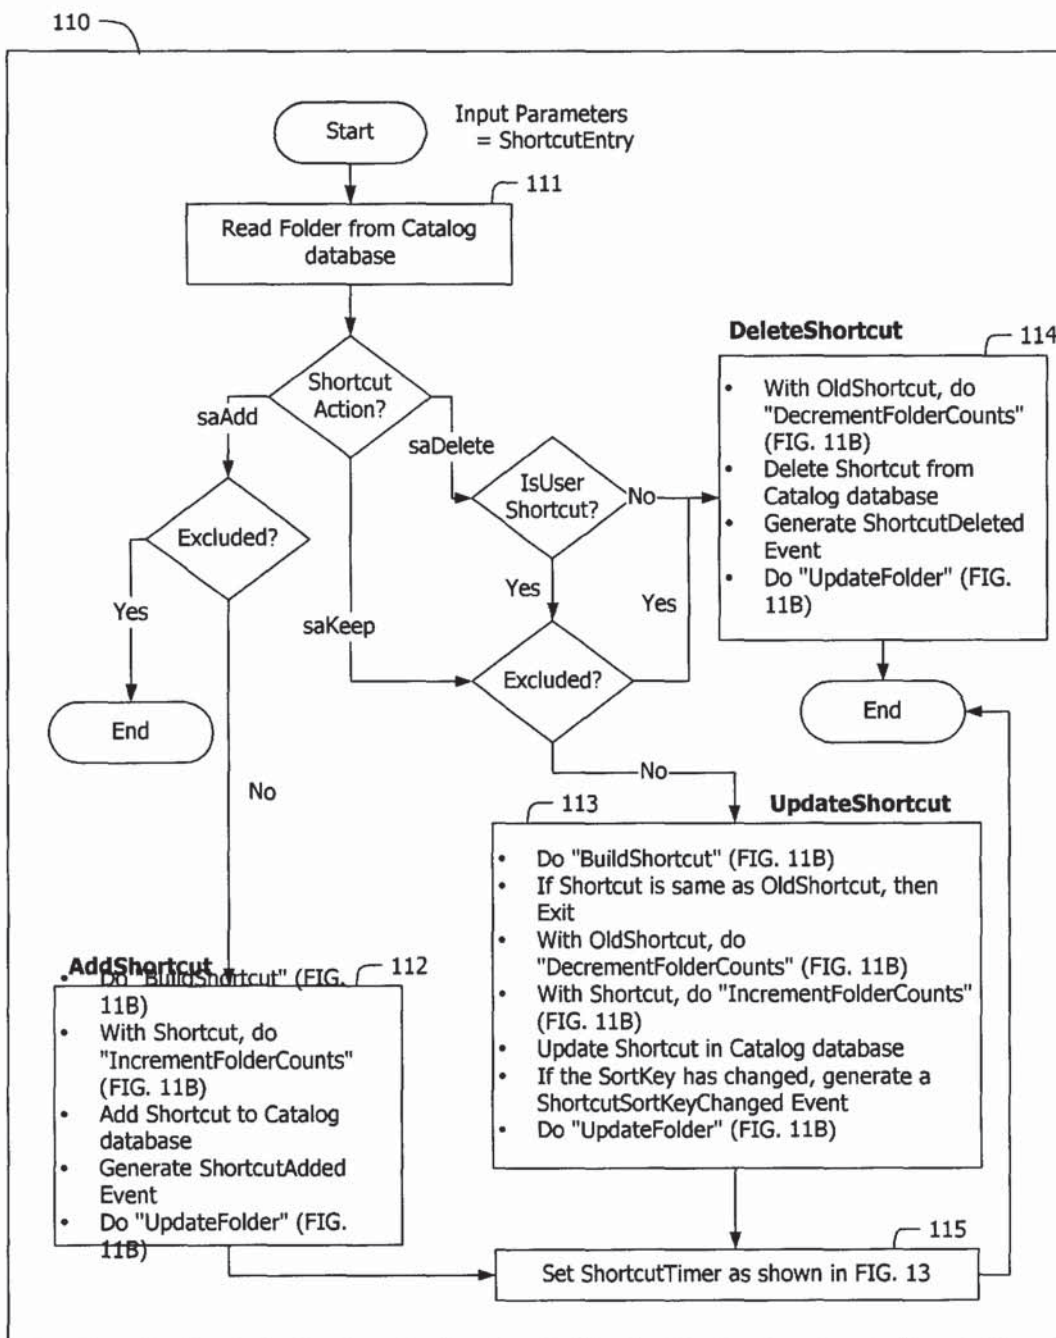 110
Start
Input Parameters
= ShortcutEntry
111
Read Folder from Catalog
database
Shortcut
Action?
saAdd
saDelete
saKeep
Excluded?
Yes
End
No
IsUser
Shortcut?
No
Yes
Yes
Excluded?
No
DeleteShortcut
114
• With OldShortcut, do
"DecrementFolderCounts"
(FIG. 11B)
• Delete Shortcut from
Catalog database
• Generate ShortcutDeleted
Event
• Do "UpdateFolder" (FIG.
11B)
End
113
UpdateShortcut
• Do "BuildShortcut" (FIG. 11B)
• If Shortcut is same as OldShortcut, then
Exit
• With OldShortcut, do
"DecrementFolderCounts" (FIG. 11B)
• With Shortcut, do "IncrementFolderCounts"
(FIG. 11B)
• Update Shortcut in Catalog database
• If the SortKey has changed, generate a
ShortcutSortKeyChanged Event
• Do "UpdateFolder" (FIG. 11B)
AddShortcut
112
• Do "BuildShortcut" (FIG.
11B)
• With Shortcut, do
"IncrementFolderCounts"
(FIG. 11B)
• Add Shortcut to Catalog
database
• Generate ShortcutAdded
Event
• Do "UpdateFolder" (FIG.
11B)
115
Set ShortcutTimer as shown in FIG. 13